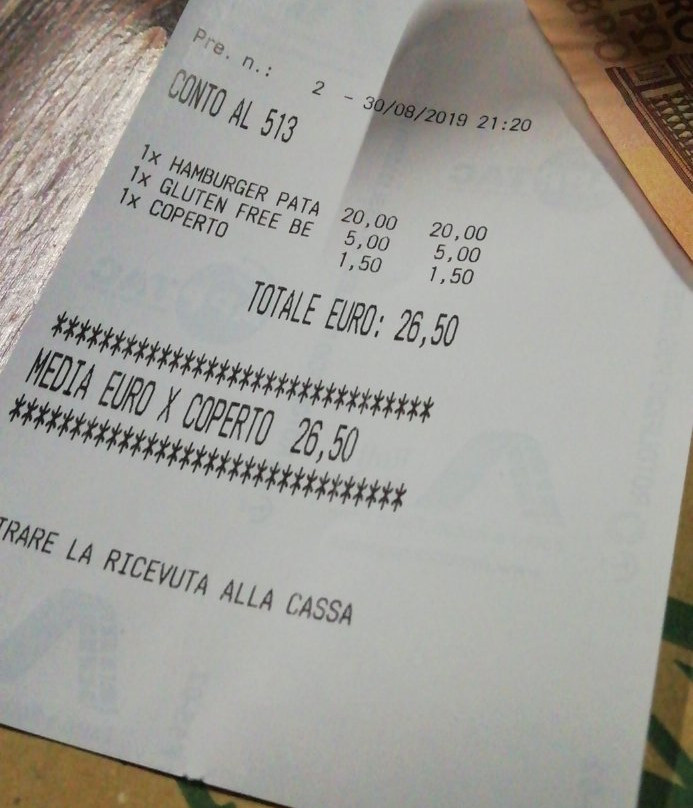 Pre. n.: 2 - 30/08/2019 21:20
CONTO AL 513
1x HAMBURGER PATA 20,00 20,00
1x GLUTEN FREE BE 5,00 5,00
1x COPERTO 1,50 1,50
TOTALE EURO: 26,50
********************************
MEDIA EURO X COPERTO 26,50
********************************
TRARE LA RICEVUTA ALLA CASSA